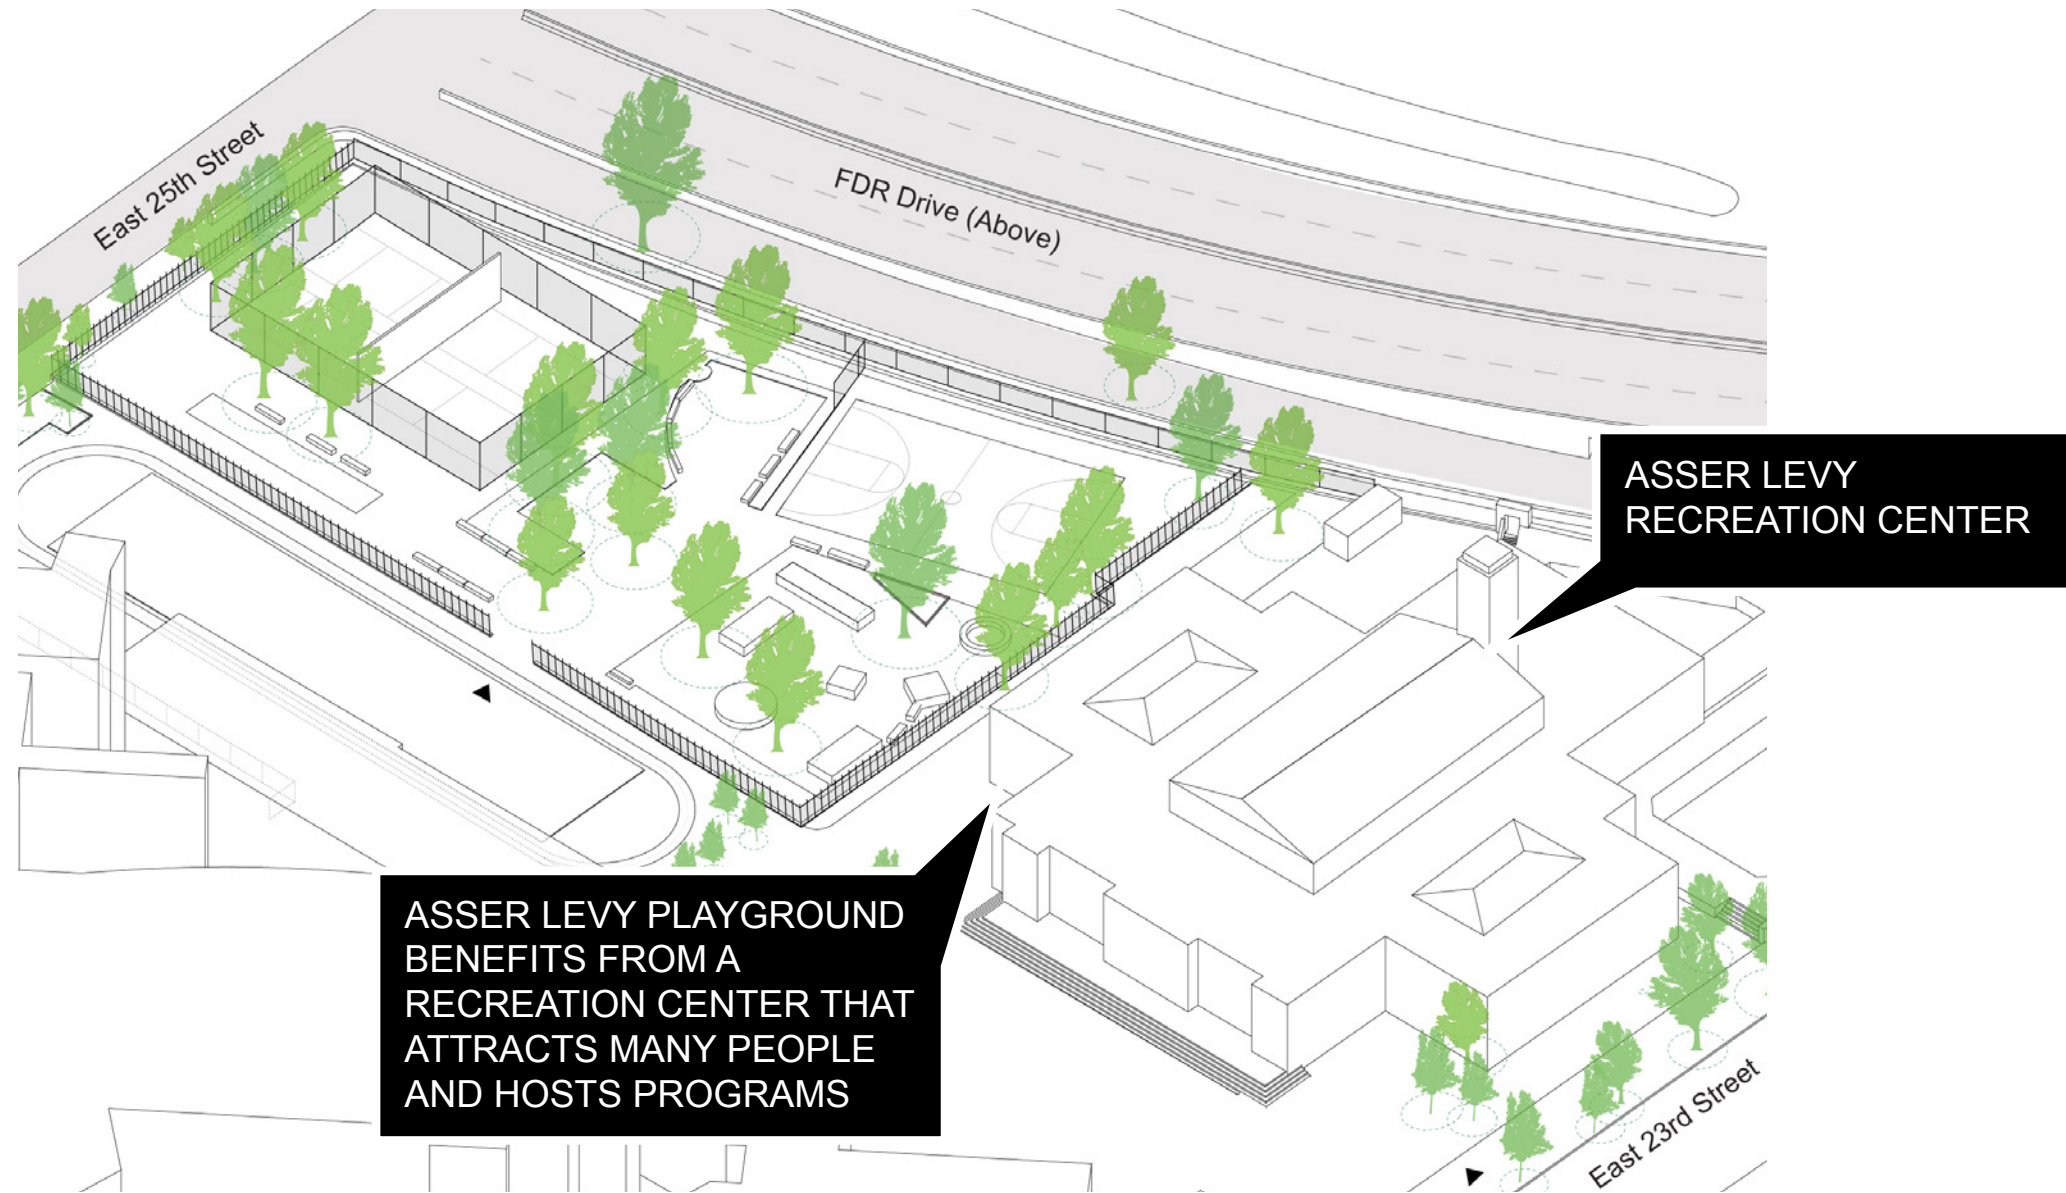 East 25th Street
FDR Drive (Above)
ASSER LEVY
RECREATION CENTER
ASSER LEVY PLAYGROUND
BENEFITS FROM A
RECREATION CENTER THAT
ATTRACTS MANY PEOPLE
AND HOSTS PROGRAMS
East 23rd Street